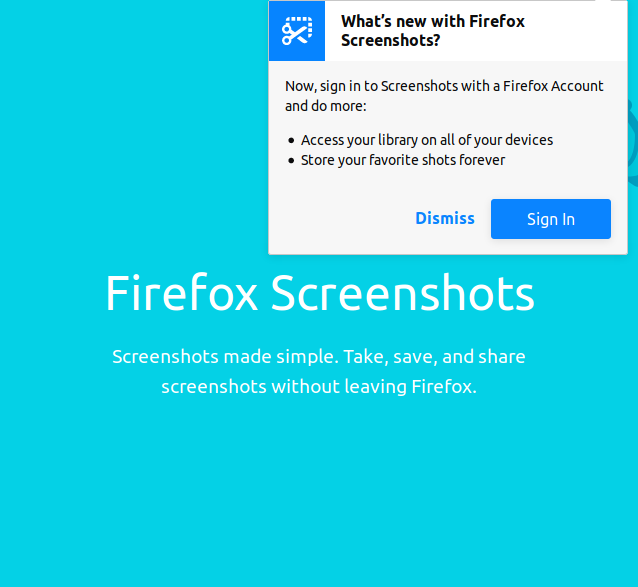 What’s new with Firefox
Screenshots?
Now, sign in to Screenshots with a Firefox Account
and do more:
• Access your library on all of your devices
• Store your favorite shots forever
Dismiss
Sign In
Firefox Screenshots
Screenshots made simple. Take, save, and share
screenshots without leaving Firefox.